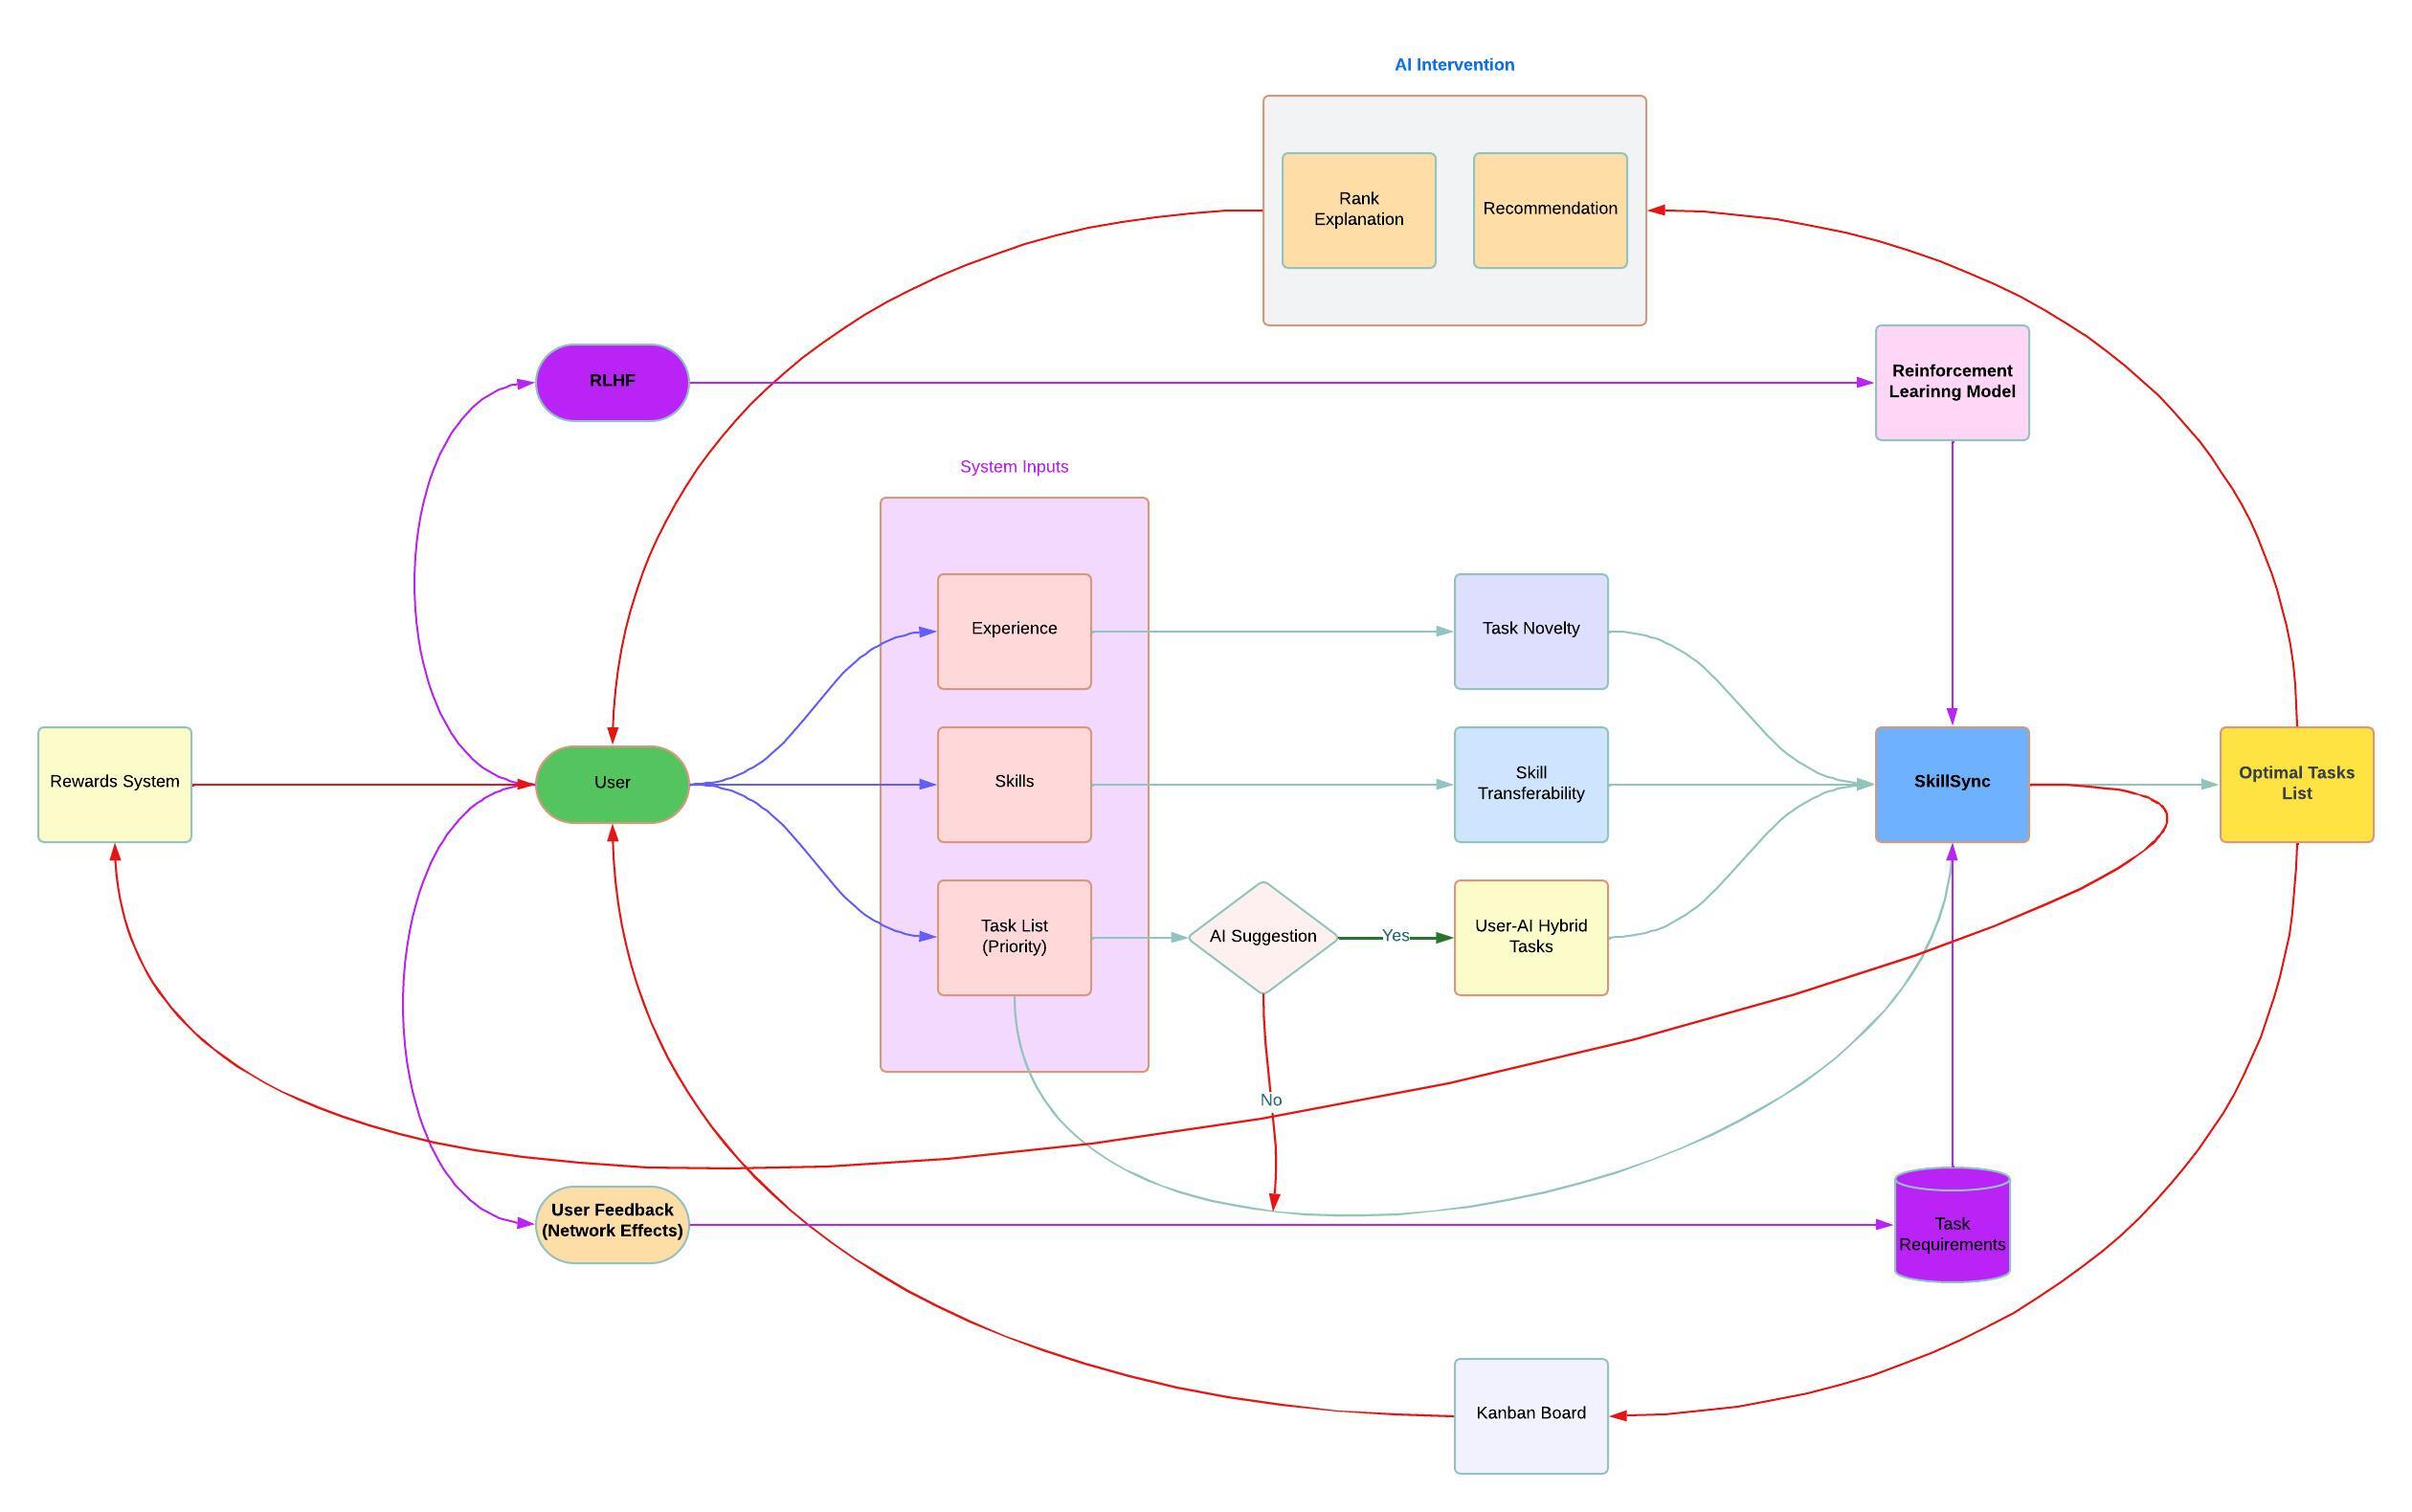 AI Intervention
Rank
Explanation
Recommendation
RLHF
Reinforcement
Learinng Model
System Inputs
Experience
Task Novelty
Rewards System
User
Skills
Skill
Transferability
SkillSync
Optimal Tasks
List
Task List
(Priority)
AI Suggestion
Yes
User-AI Hybrid
Tasks
No
User Feedback
(Network Effects)
Task
Requirements
Kanban Board